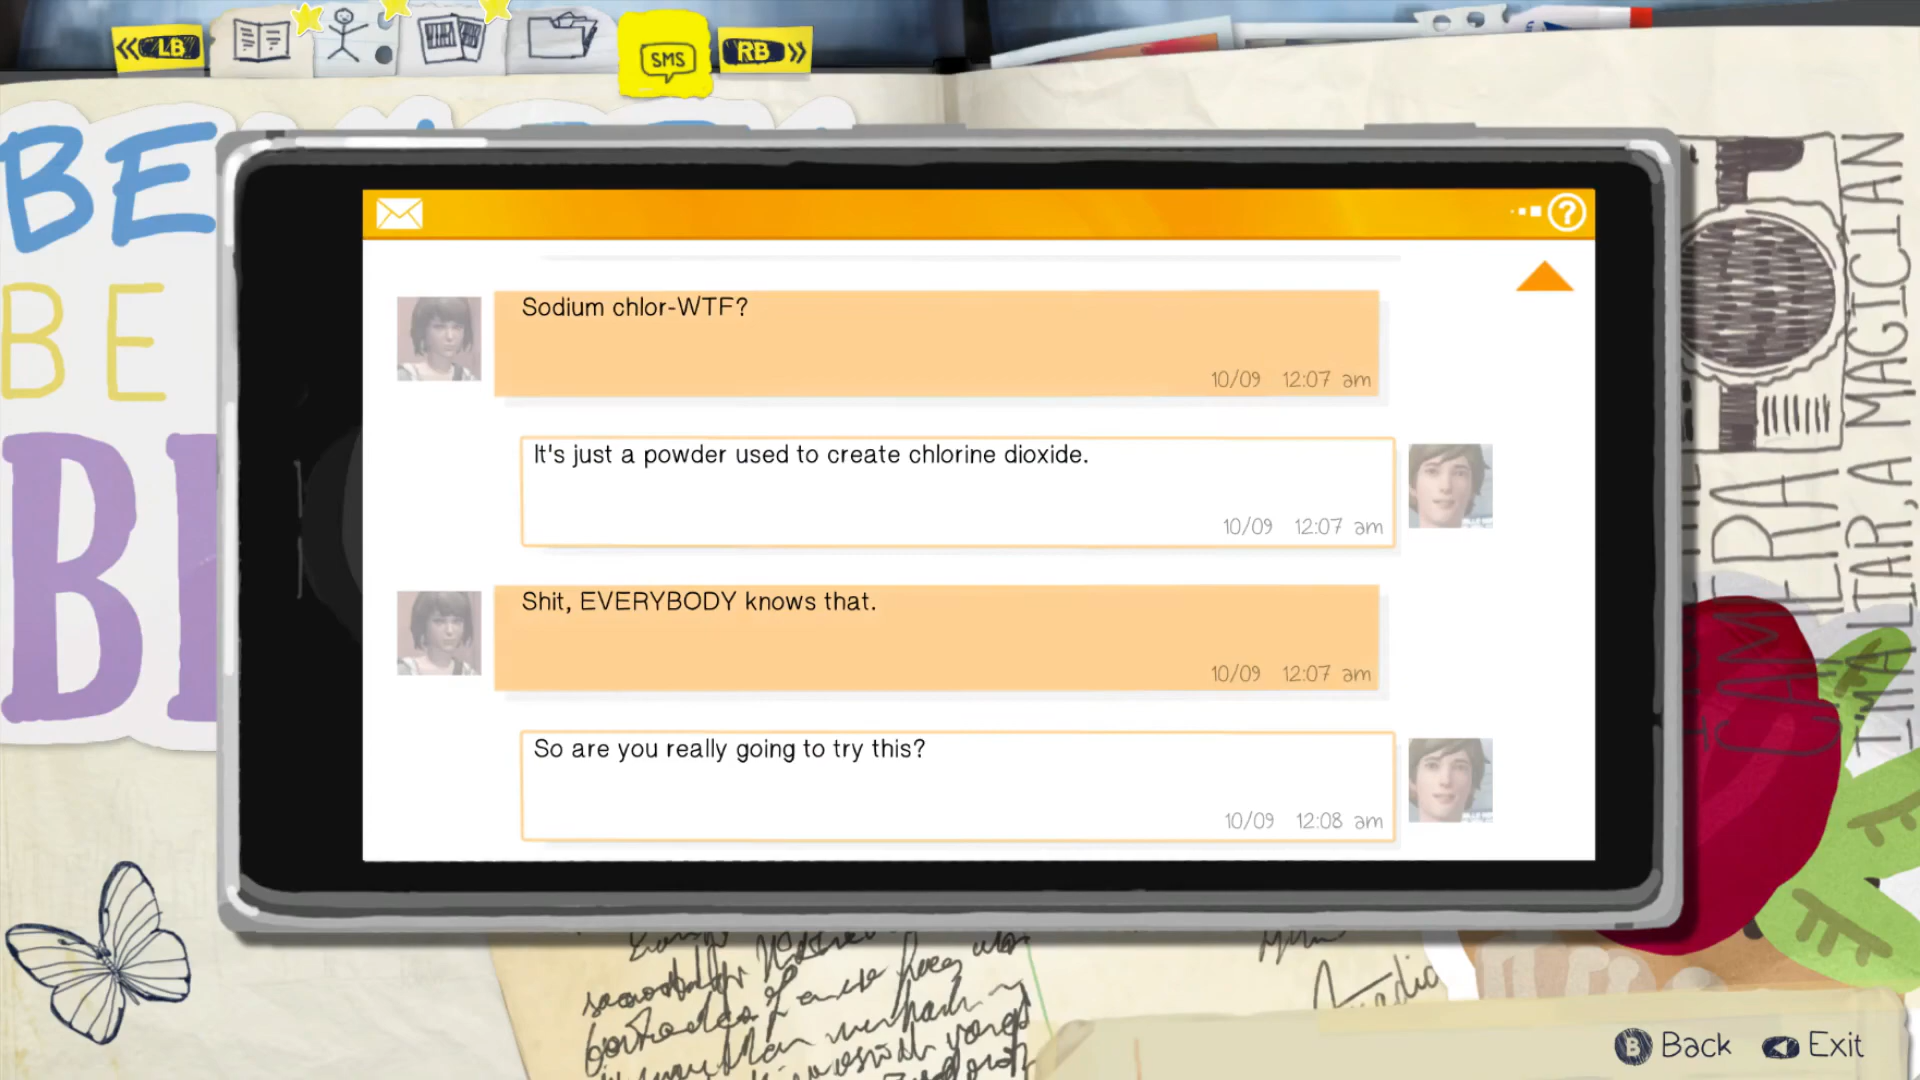 LB
SMS
RB
BE
BE
Sodium chlor-WTF?
10/09 12:07 am
It's just a powder used to create chlorine dioxide.
10/09 12:07 am
Shit, EVERYBODY knows that.
10/09 12:07 am
So are you really going to try this?
10/09 12:08 am
CAMERA
I'M A LIAR, A MAGICIAN
?
B Back
Exit